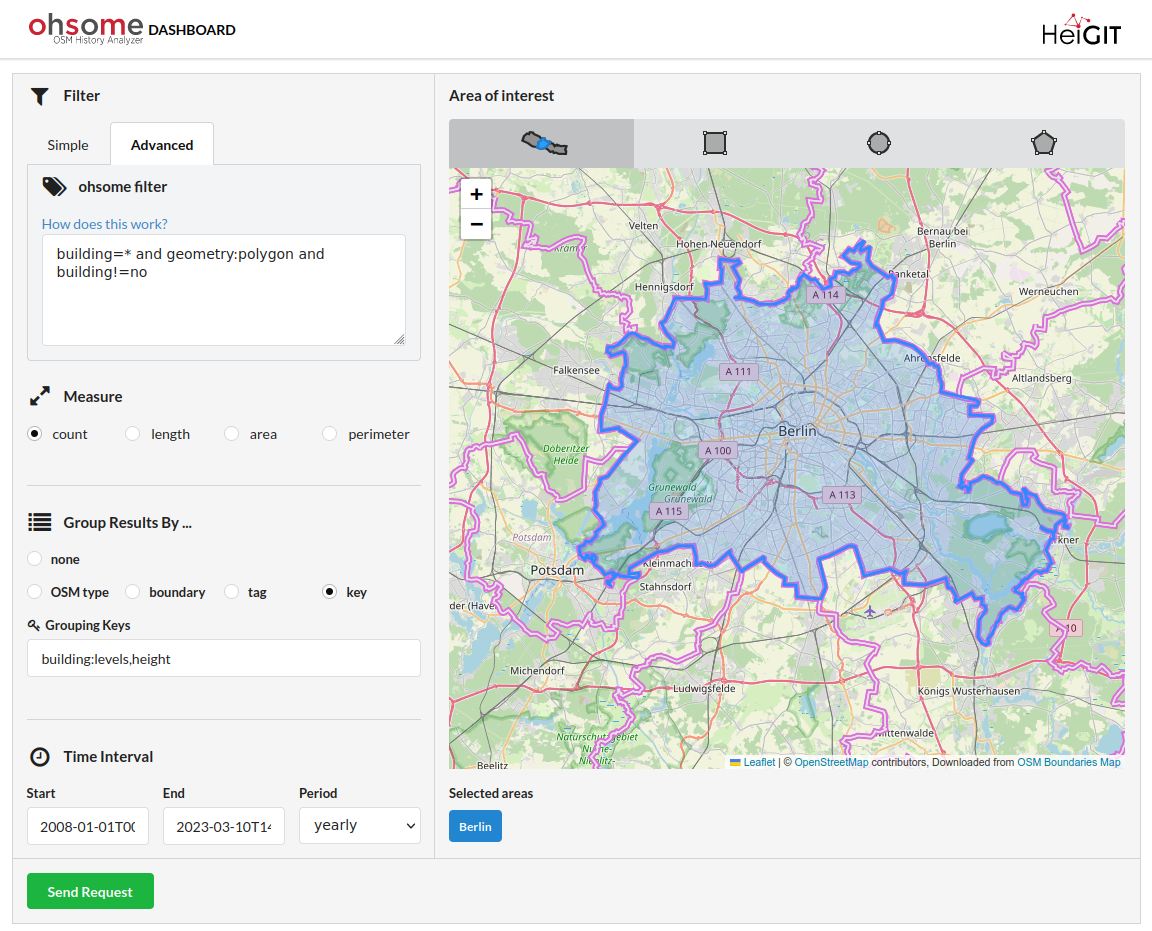 ohsome DASHBOARD
OSM History Analyzer
HeiGIT
Filter
Simple
Advanced
ohsome filter
How does this work?
building=* and geometry:polygon and
building!=no
Measure
count
length
area
perimeter
Group Results By ...
none
OSM type
boundary
tag
key
Grouping Keys
building:levels,height
Time Interval
Start
End
Period
2008-01-01T00
2023-03-10T14
yearly
Send Request
Area of interest
+
−
Velten
Bernau bei
Berlin
Kramer
Hohen Neuendorf
Panketal
Hennigsdorf
A 114
Werneuchen
Ahrensfelde
Falkensee
A 111
Altlandsberg
Berlin
Döberitzer
Heide
A 100
Grunewald
Grunewald
A 113
A 115
Potsdam
rkner
Potsdam
Kleinmachnow
Stahnsdorf
der (Have
A 10
Michendorf
Ludwigsfelde
Königs Wusterhausen
Naturschutzgebiet
Nuthe-
Nieplitz-
Mittenwalde
Beelitz
Leaflet | © OpenStreetMap contributors, Downloaded from OSM Boundaries Map
Selected areas
Berlin